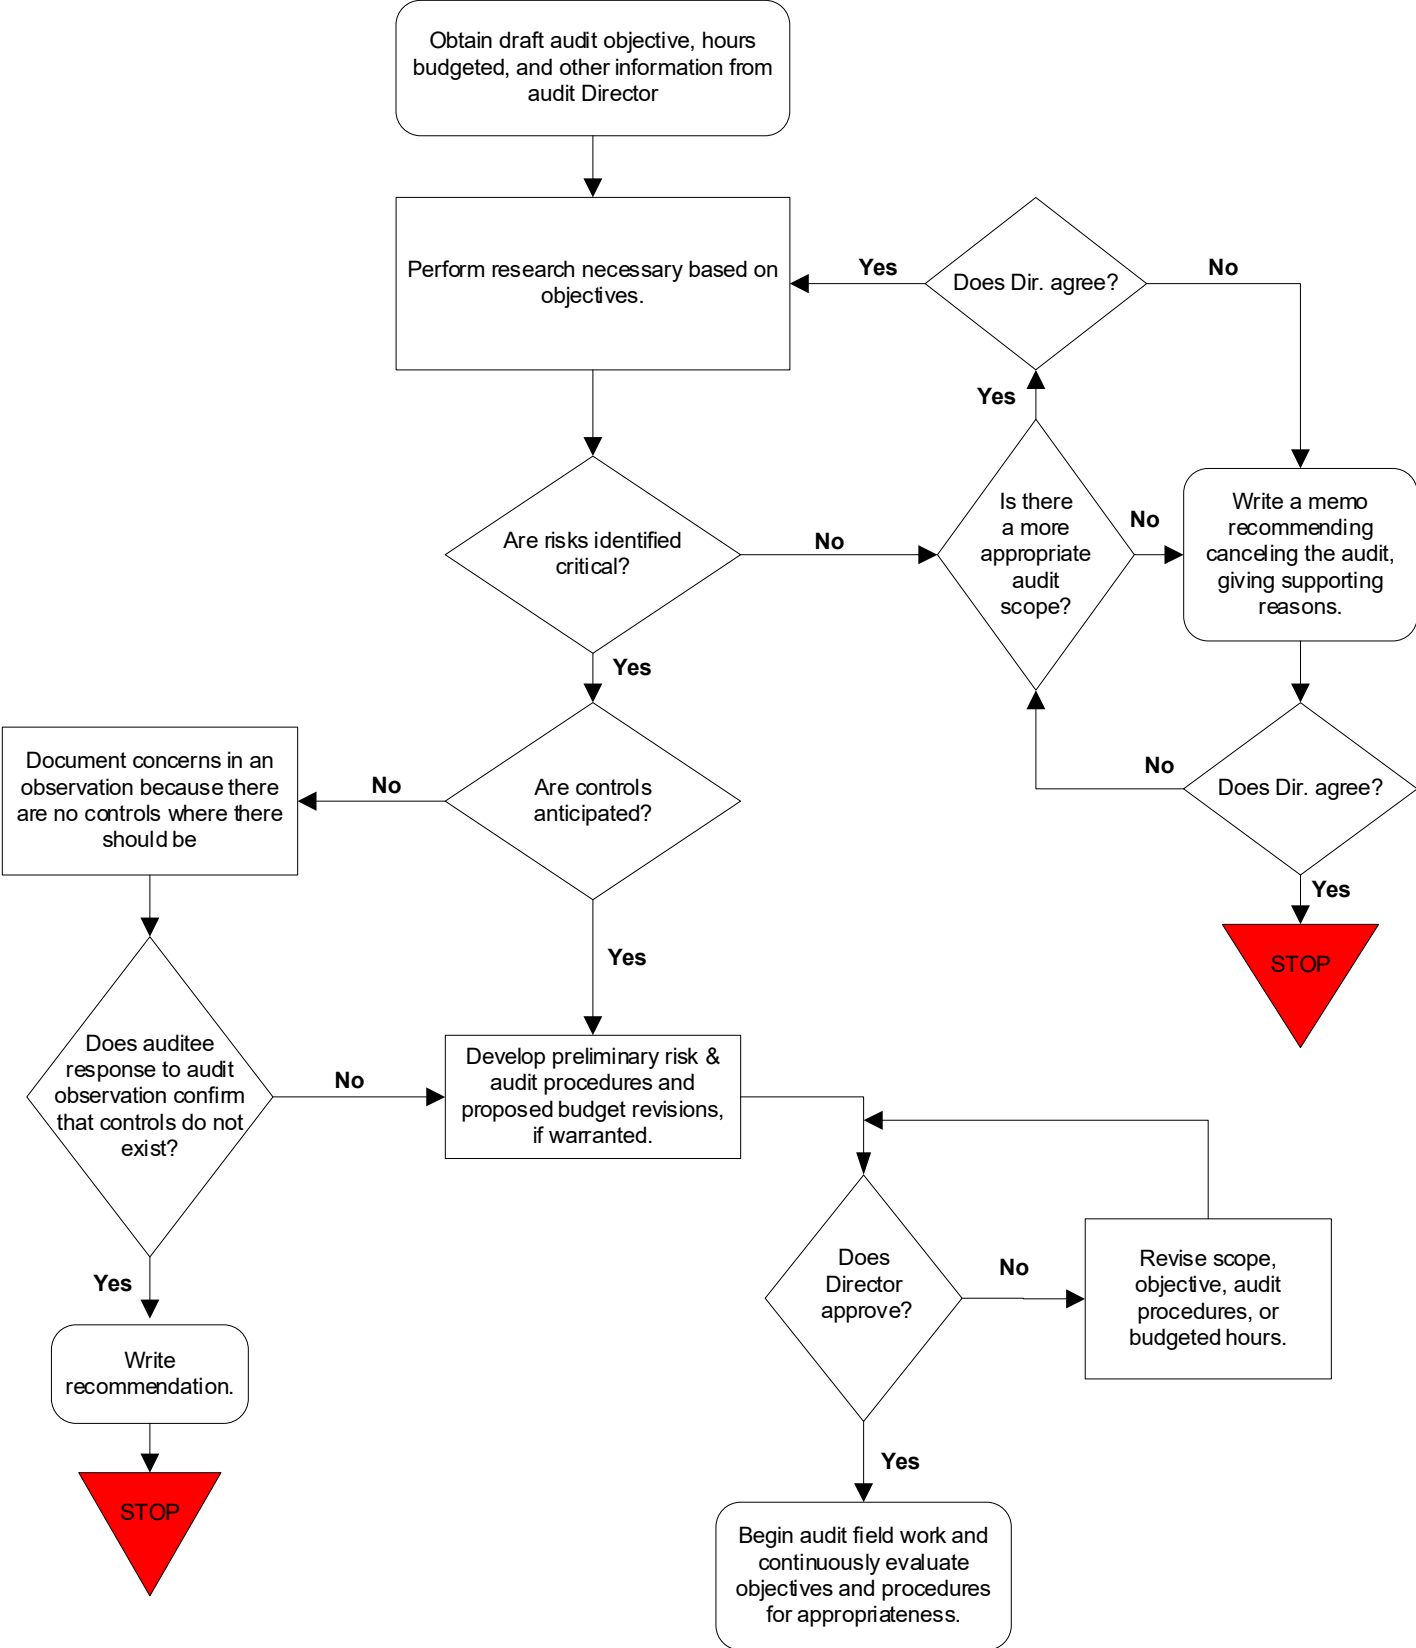 Obtain draft audit objective, hours
budgeted, and other information from
audit Director
Perform research necessary based on
objectives.
Yes
Does Dir. agree?
No
Yes
Are risks identified
critical?
No
Is there
a more
appropriate
audit
scope?
No
Write a memo
recommending
canceling the audit,
giving supporting
reasons.
Yes
Document concerns in an
observation because there
are no controls where there
should be
No
Are controls
anticipated?
No
Does Dir. agree?
Yes
STOP
Yes
Does auditee
response to audit
observation confirm
that controls do not
exist?
No
Develop preliminary risk &
audit procedures and
proposed budget revisions,
if warranted.
Does
Director
approve?
No
Revise scope,
objective, audit
procedures, or
budgeted hours.
Yes
Write
recommendation.
STOP
Yes
Begin audit field work and
continuously evaluate
objectives and procedures
for appropriateness.